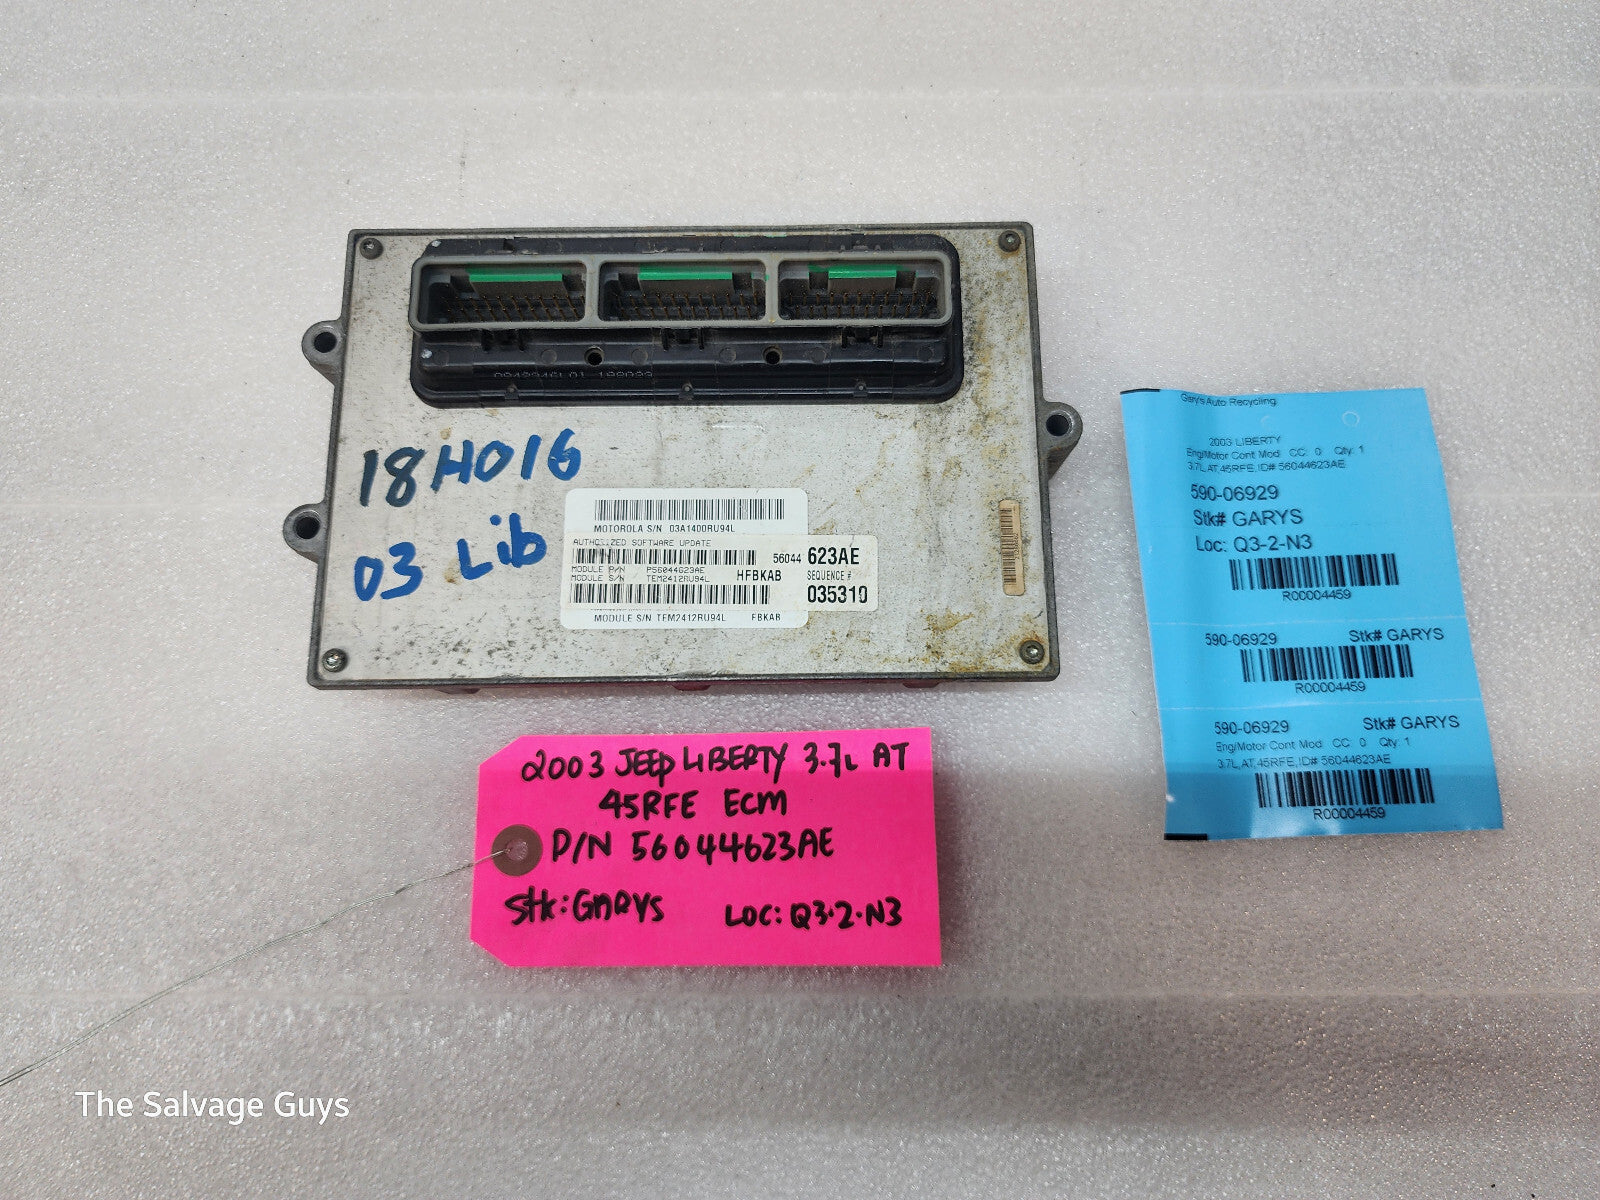 18H016
03 Lib
MOTOROLA S/N 03A1400RU94L
AUTHORIZED SOFTWARE UPDATE
56044 623AE
MODULE P/N P56044623AE
MODULE S/N TEM2412RU94L HFBKAB SEQUENCE #
035310
MODULE S/N TEM2412RU94L FBKAB
Gary's Auto Recycling
2003 LIBERTY
Eng/Motor Cont Mod CC: 0 Qty: 1
3.7L,AT,45RFE,ID# 56044623AE
590-06929
Stk# GARYS
Loc: Q3-2-N3
R00004459
590-06929 Stk# GARYS
R00004459
590-06929 Stk# GARYS
Eng/Motor Cont Mod CC: 0 Qty: 1
3.7L,AT,45RFE,ID# 56044623AE
R00004459
2003 JEEP LIBERTY 3.7L AT
45RFE ECM
P/N 56044623AE
Stk: GARYS LOC: Q3-2-N3
The Salvage Guys